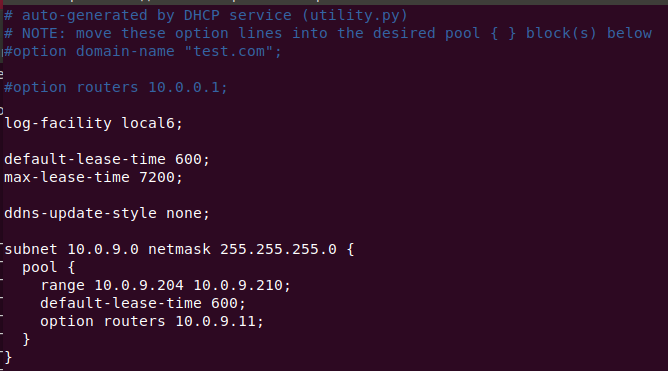 # auto-generated by DHCP service (utility.py)
# NOTE: move these option lines into the desired pool { } block(s) below
#option domain-name "test.com";
#option routers 10.0.0.1;
log-facility local6;
default-lease-time 600;
max-lease-time 7200;
ddns-update-style none;
subnet 10.0.9.0 netmask 255.255.255.0 {
  pool {
    range 10.0.9.204 10.0.9.210;
    default-lease-time 600;
    option routers 10.0.9.11;
  }
}